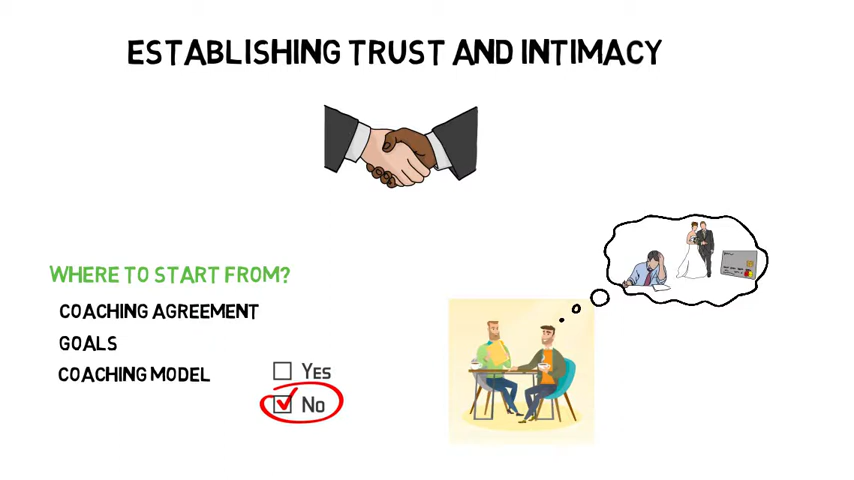 ESTABLISHING TRUST AND INTIMACY
WHERE TO START FROM?
COACHING AGREEMENT
GOALS
COACHING MODEL
YES
NO